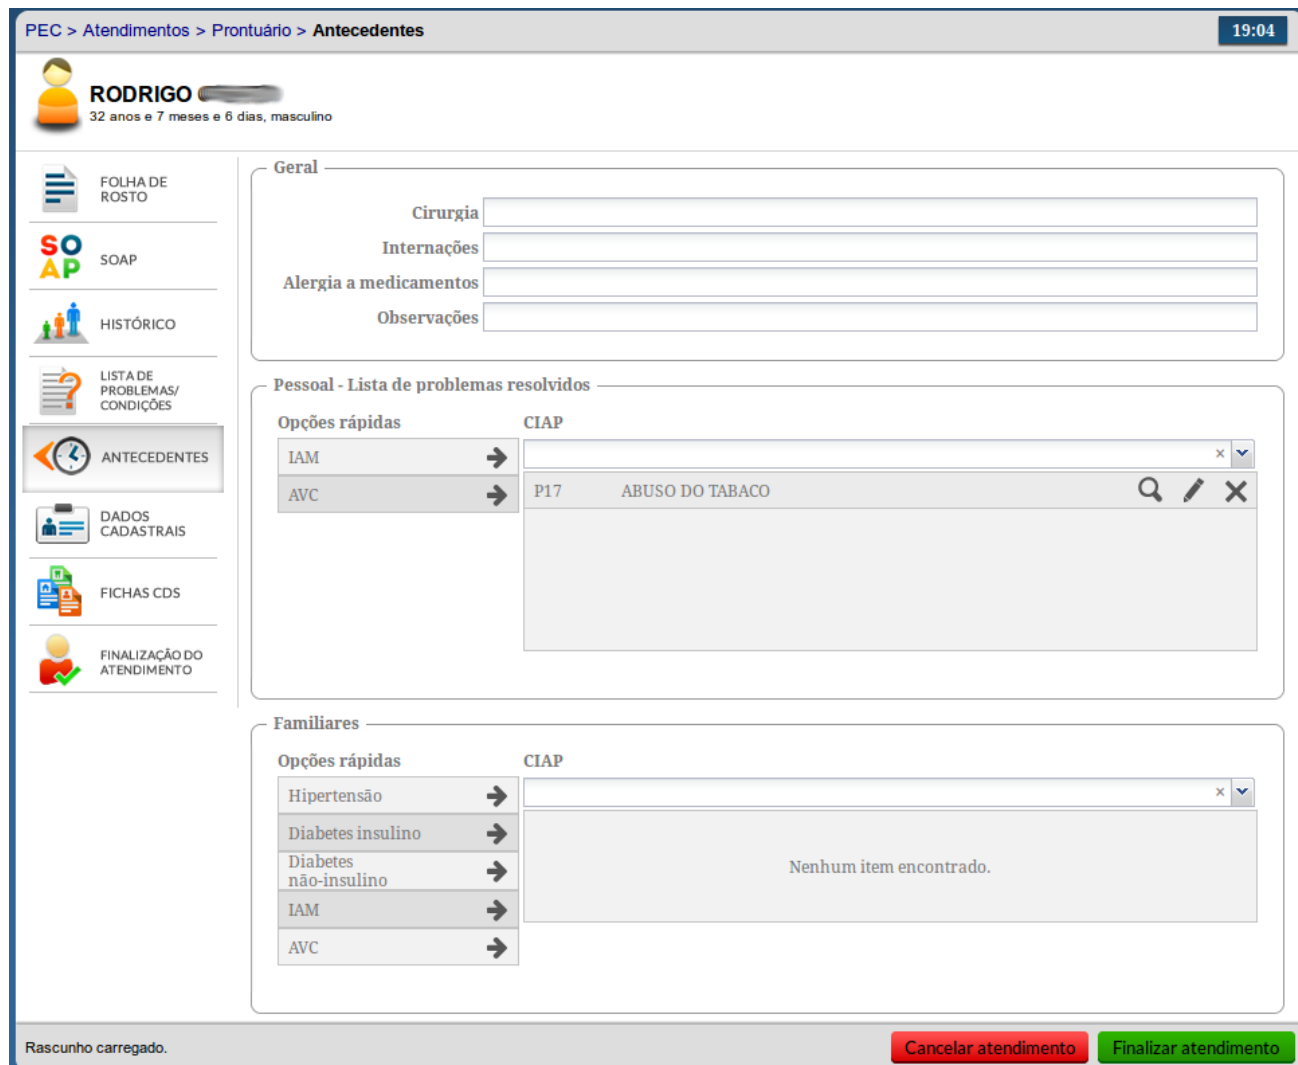 PEC > Atendimentos > Prontuário > Antecedentes
19:04
RODRIGO
32 anos e 7 meses e 6 dias, masculino
FOLHA DE
ROSTO
SOAP
SOAP
HISTÓRICO
LISTA DE
PROBLEMAS/
CONDIÇÕES
ANTECEDENTES
DADOS
CADASTRAIS
FICHAS CDS
FINALIZAÇÃO DO
ATENDIMENTO
Geral
Cirurgia
Internações
Alergia a medicamentos
Observações
Pessoal - Lista de problemas resolvidos
Opções rápidas
CIAP
IAM
AVC
P17 ABUSO DO TABACO
Familiares
Opções rápidas
CIAP
Hipertensão
Diabetes insulino
Diabetes
não-insulino
IAM
AVC
Nenhum item encontrado.
Rascunho carregado.
Cancelar atendimento
Finalizar atendimento